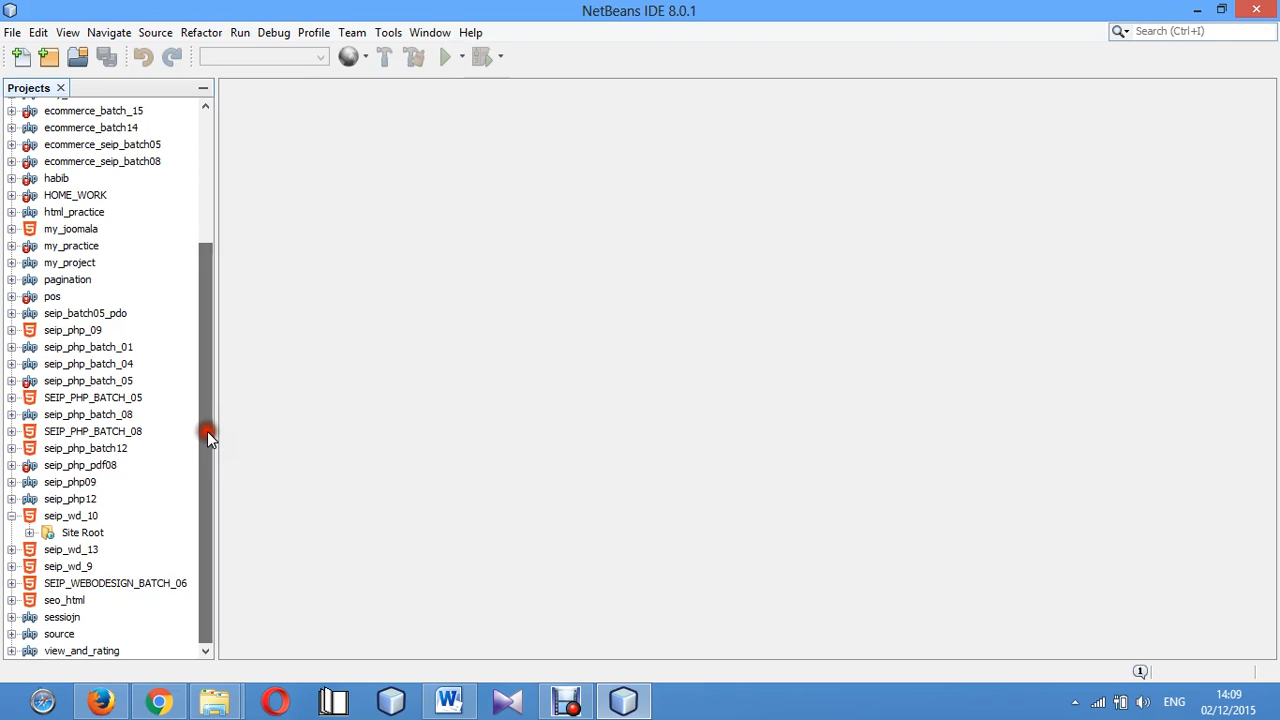 NetBeans IDE 8.0.1
File Edit View Navigate Source Refactor Run Debug Profile Team Tools Window Help
Search (Ctrl+I)
Projects
ecommerce_batch_15
ecommerce_batch14
ecommerce_seip_batch05
ecommerce_seip_batch08
habib
HOME_WORK
html_practice
my_joomala
my_practice
my_project
pagination
pos
seip_batch05_pdo
seip_php_09
seip_php_batch_01
seip_php_batch_04
seip_php_batch_05
SEIP_PHP_BATCH_05
seip_php_batch_08
SEIP_PHP_BATCH_08
seip_php_batch12
seip_php_pdf08
seip_php09
seip_php12
seip_wd_10
Site Root
seip_wd_13
seip_wd_9
SEIP_WEBODESIGN_BATCH_06
seo_html
sessiojn
source
view_and_rating
1
ENG
14:09
02/12/2015